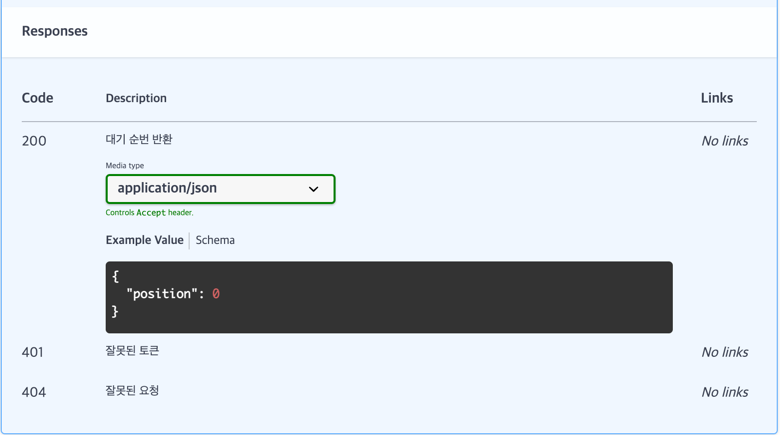 Responses
Code Description Links
200 대기 순번 반환 No links
Media type
application/json
Controls Accept header.
Example Value Schema
{
"position": 0
}
401 잘못된 토큰 No links
404 잘못된 요청 No links